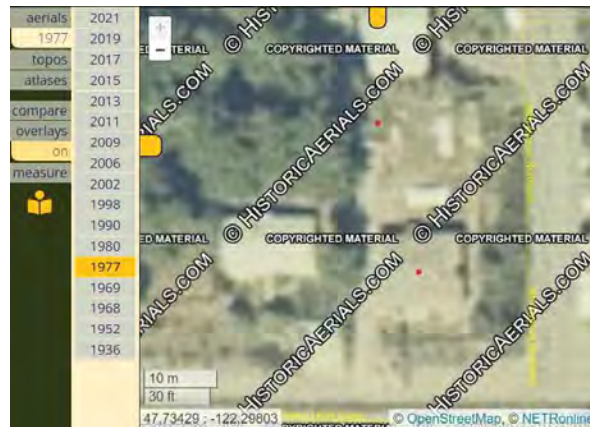 aerials
1977
topos
atlases
compare
overlays
on
measure
2021
2019
2017
2015
2013
2011
2009
2006
2002
1998
1990
1980
1977
1969
1968
1952
1936
+
−
© HISTORICAERIALS.COM
COPYRIGHTED MATERIAL
COPYRIGHTED MATERIAL
© HISTORICAERIALS.COM
© HISTORICAERIALS.COM
COPYRIGHTED MATERIAL
COPYRIGHTED MATERIAL
© HISTORICAERIALS.COM
10 m
30 ft
47.73429 : -122.29803
© OpenStreetMap, © NETRonline